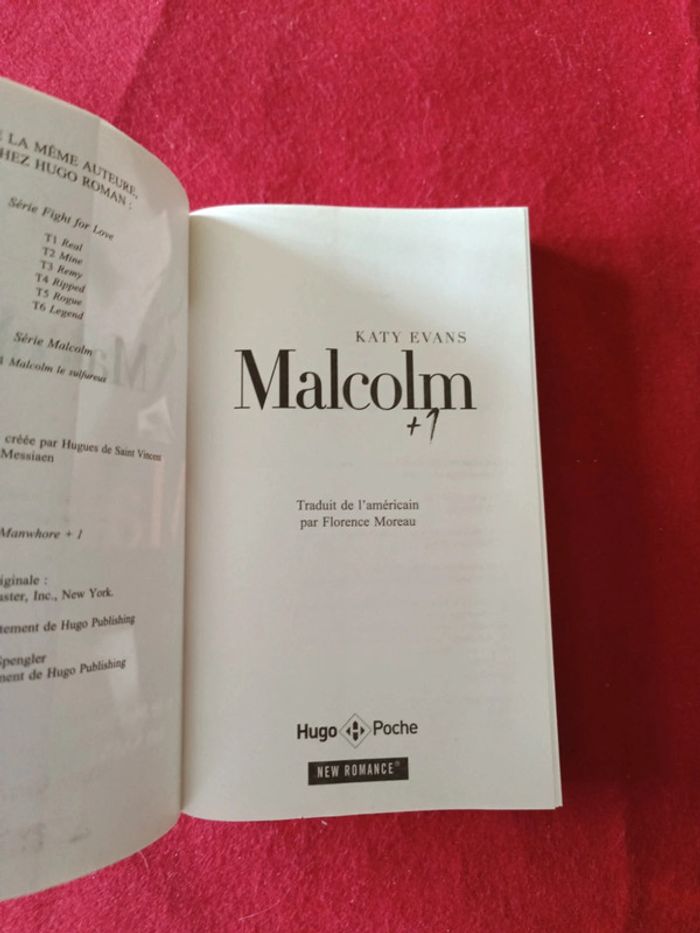 LA MÊME AUTEURE,
HEZ HUGO ROMAN :
Série Fight for Love
T1 Real
T2 Mine
T3 Remy
T4 Ripped
T5 Rogue
T6 Legend
Série Malcolm
Malcolm le sulfureux
créée par Hugues de Saint Vincent
Messiaen
Manwhore + 1
iginale :
aster, Inc., New York.
tement de Hugo Publishing
Spengler
ment de Hugo Publishing
KATY EVANS
Malcolm
+1
Traduit de l'américain
par Florence Moreau
Hugo Poche
NEW ROMANCE®